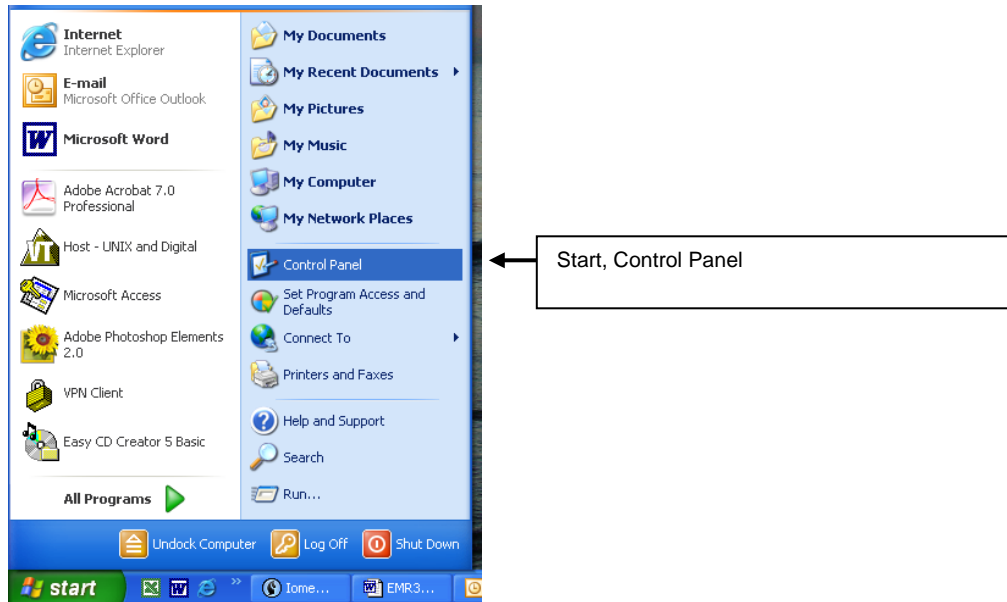 Internet
Internet Explorer
E-mail
Microsoft Office Outlook
Microsoft Word
Adobe Acrobat 7.0
Professional
Host - UNIX and Digital
Microsoft Access
Adobe Photoshop Elements
2.0
VPN Client
Easy CD Creator 5 Basic
All Programs
My Documents
My Recent Documents
My Pictures
My Music
My Computer
My Network Places
Control Panel
Set Program Access and
Defaults
Connect To
Printers and Faxes
Help and Support
Search
Run...
Undock Computer
Log Off
Shut Down
start
»
Iome...
EMR3...
Start, Control Panel